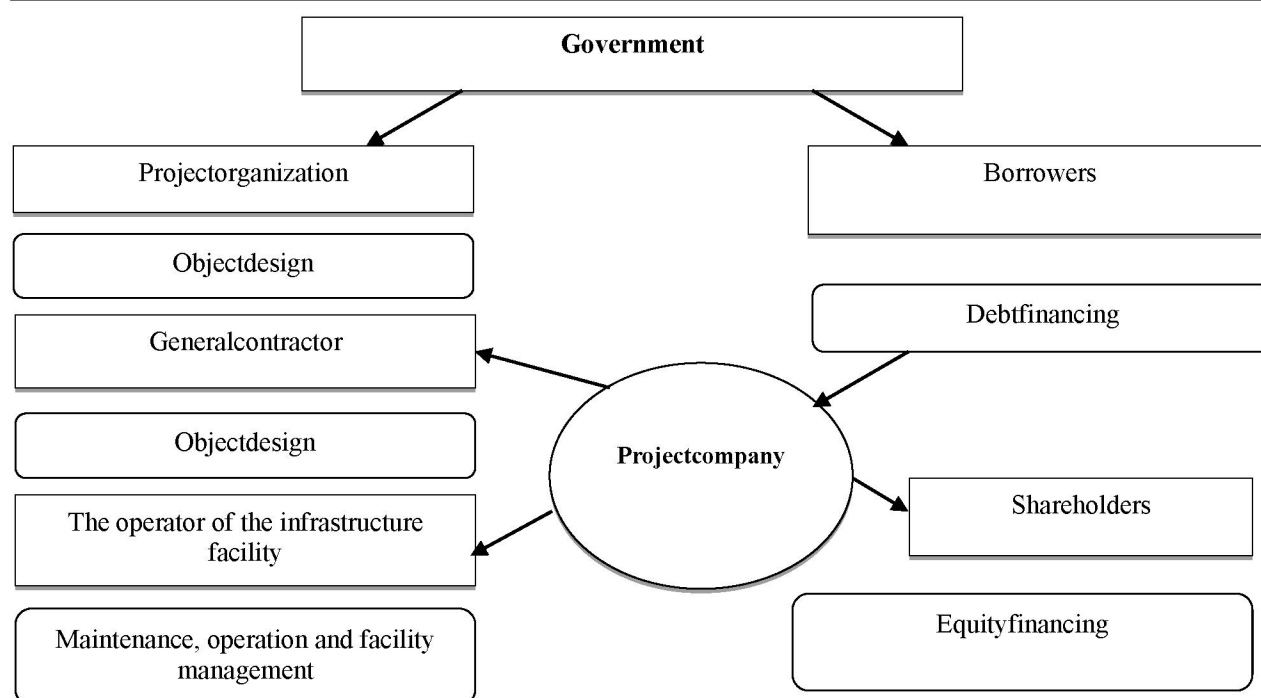 Government
Projectorganization
Borrowers
Objectdesign
Debtfinancing
Generalcontractor
Objectdesign
Projectcompany
The operator of the infrastructure
facility
Shareholders
Maintenance, operation and facility
management
Equityfinancing